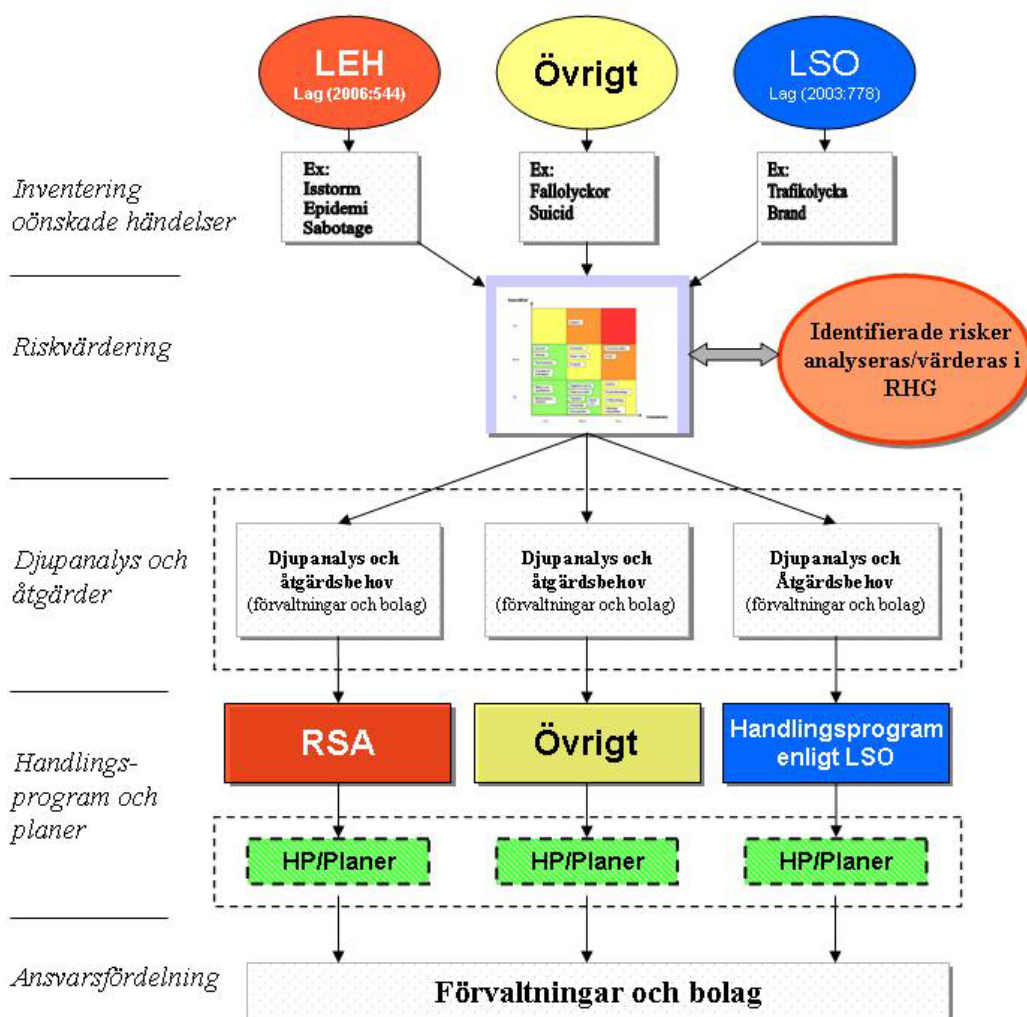 LEH
Lag (2006:544)
Övrigt
LSO
Lag (2003:778)
Inventering
oönskade händelser
Ex:
Isstorm
Epidemi
Sabotage
Ex:
Fallolyckor
Suicid
Ex:
Trafikolycka
Brand
Riskvärdering
Identifierade risker
analyseras/värderas i
RHG
Djupanalys och
åtgärder
Djupanalys och
åtgärdsbehov
(förvaltningar och bolag)
Djupanalys och
åtgärdsbehov
(förvaltningar och bolag)
Djupanalys och
Åtgärdsbehov
(förvaltningar och bolag)
Handlings-
program och
planer
RSA
Övrigt
Handlingsprogram
enligt LSO
HP/Planer
HP/Planer
HP/Planer
Ansvarsfördelning
Förvaltningar och bolag